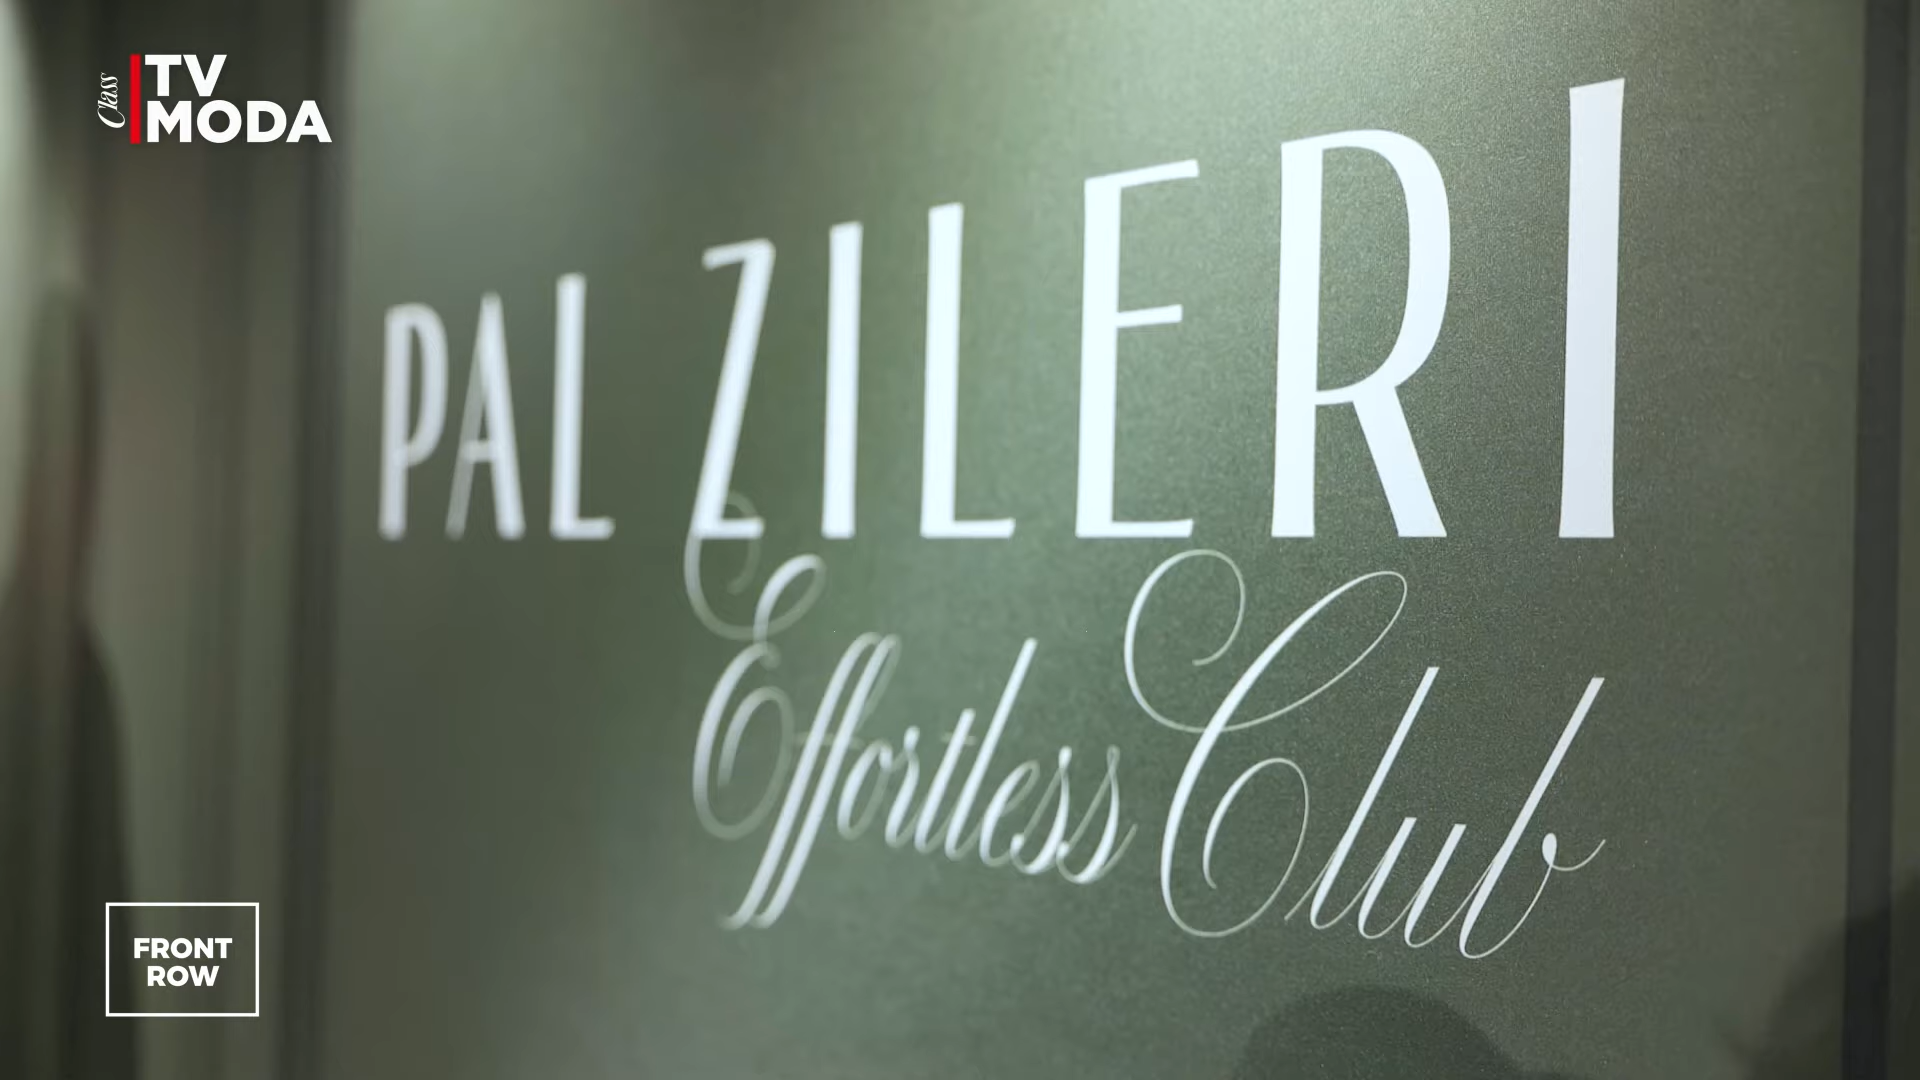 Class
TV
MODA
PAL ZILERI
Effortless Club
FRONT
ROW